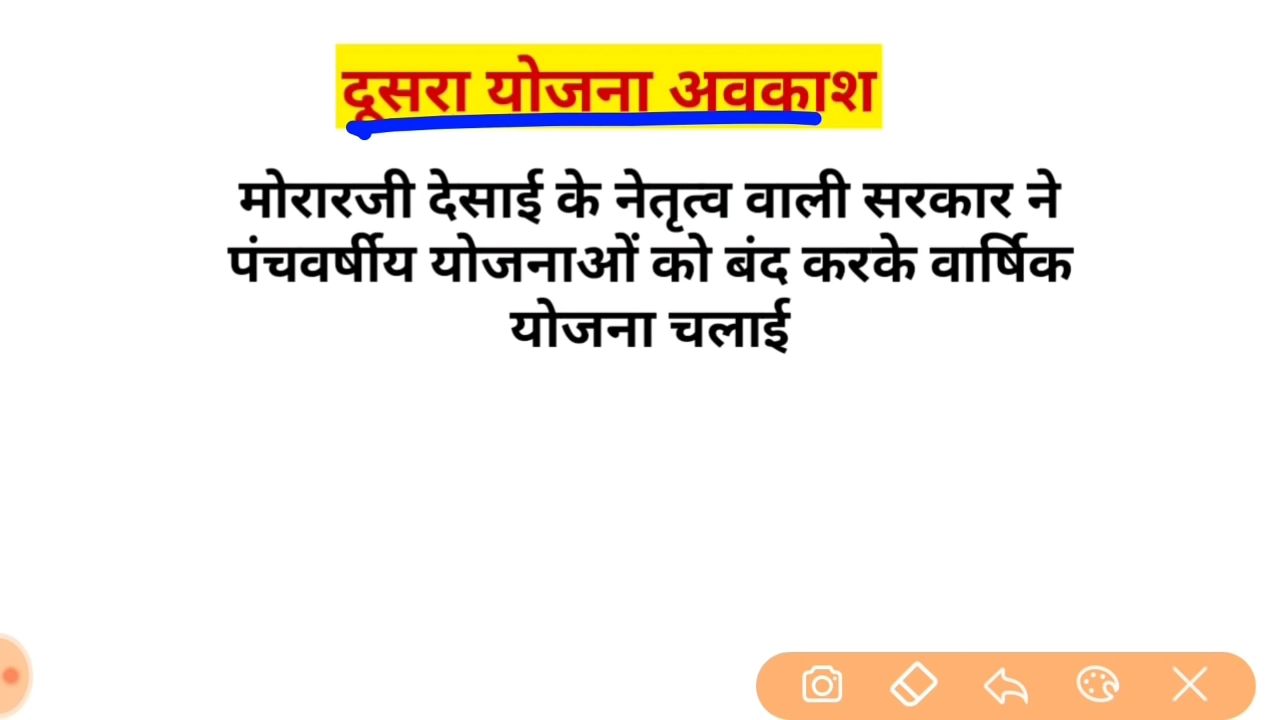 दूसरा योजना अवकाश
मोरारजी देसाई के नेतृत्व वाली सरकार ने
पंचवर्षीय योजनाओं को बंद करके वार्षिक
योजना चलाई